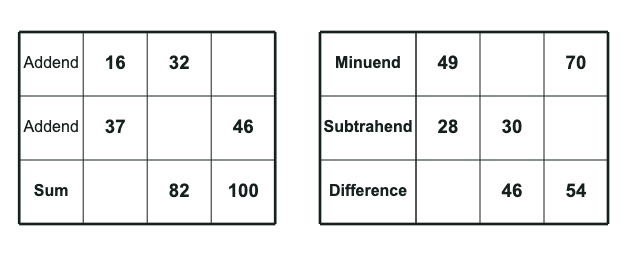 Addend 16 32
Addend 37 46
Sum 82 100
Minuend 49 70
Subtrahend 28 30
Difference 46 54